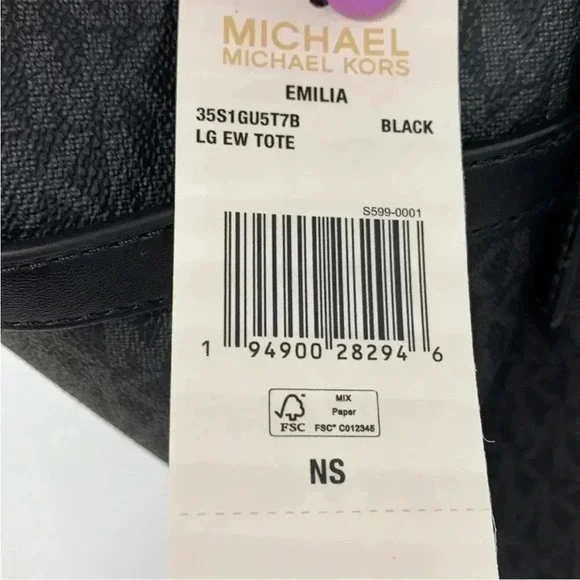 MICHAEL
MICHAEL KORS
EMILIA
35S1GU5T7B BLACK
LG EW TOTE
S599-0001
1 94900 28294 6
MIX
Paper
FSC FSC™ C012345
NS